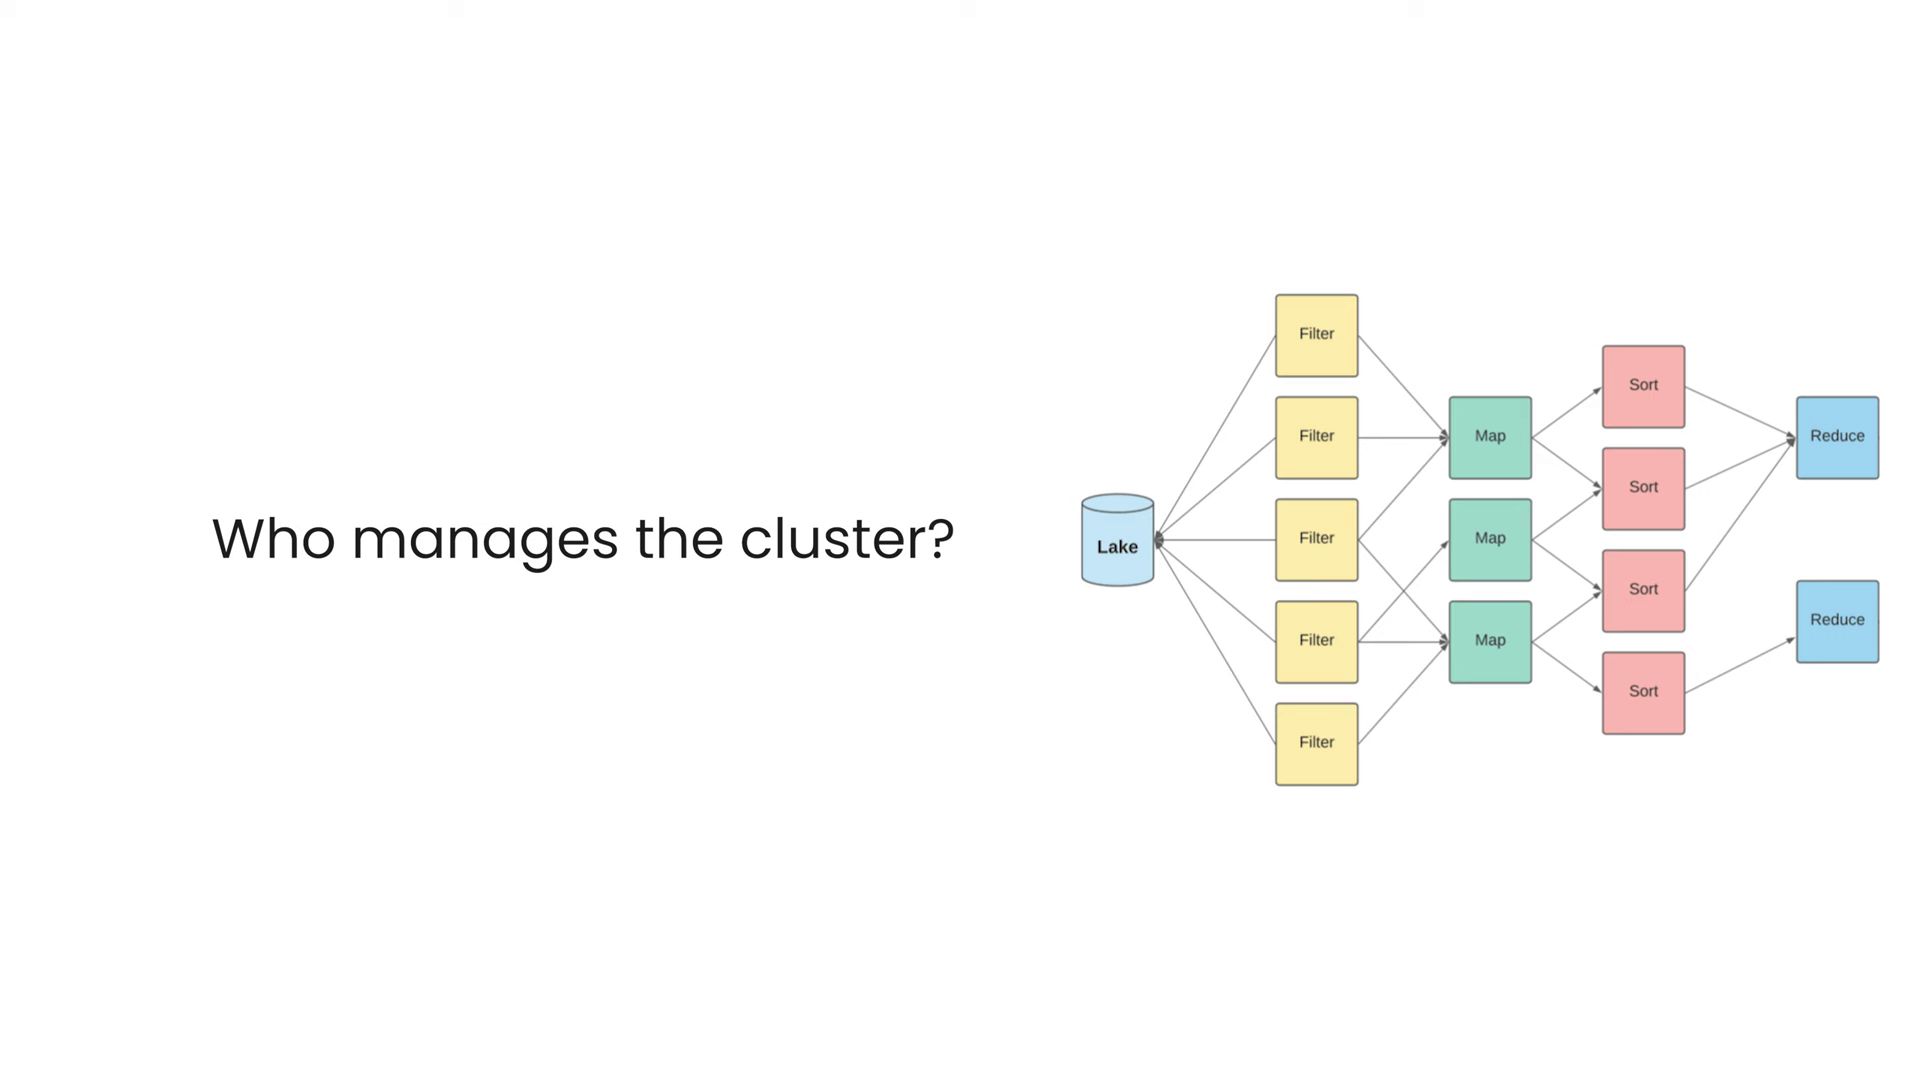 Who manages the cluster?
Lake
Filter
Filter
Filter
Filter
Filter
Map
Map
Map
Sort
Sort
Sort
Sort
Reduce
Reduce